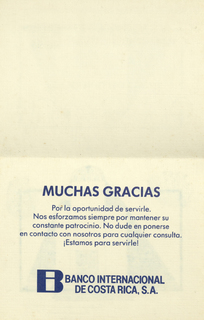 MUCHAS GRACIAS
Por la oportunidad de servirle.
Nos esforzamos siempre por mantener su
constante patrocinio. No dude en ponerse
en contacto con nosotros para cualquier consulta.
¡Estamos para servirle!
BANCO INTERNACIONAL
DE COSTA RICA, S.A.